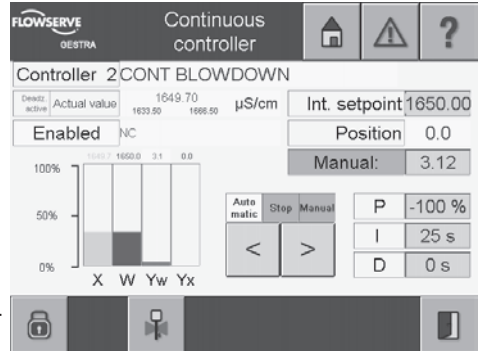 FLOWSERVE
GESTRA
Continuous
controller
?
Controller 2 CONT BLOWDOWN
Deadz. active Actual value 1649.70 µS/cm Int. setpoint 1650.00
1633.50 1666.50
Enabled NC Position 0.0
Manual: 3.12
1649.7 1650.0 3.1 0.0
100%
50%
0%
X W Yw Yx
Auto matic Stop Manual
< >
P -100 %
I 25 s
D 0 s